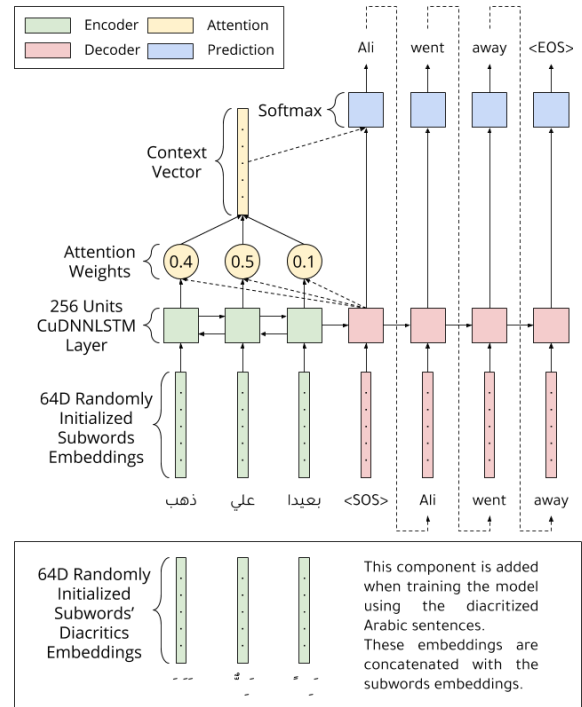 Encoder
Attention
Decoder
Prediction
Ali went away <EOS>
Softmax
Context
Vector
Attention
Weights
0.4 0.5 0.1
256 Units
CuDNNLSTM
Layer
64D Randomly
Initialized
Subwords
Embeddings
ذهب علي بعيدا <SOS> Ali went away
64D Randomly
Initialized
Subwords’
Diacritics
Embeddings
This component is added
when training the model
using the diacritized
Arabic sentences.
These embeddings are
concatenated with the
subwords embeddings.